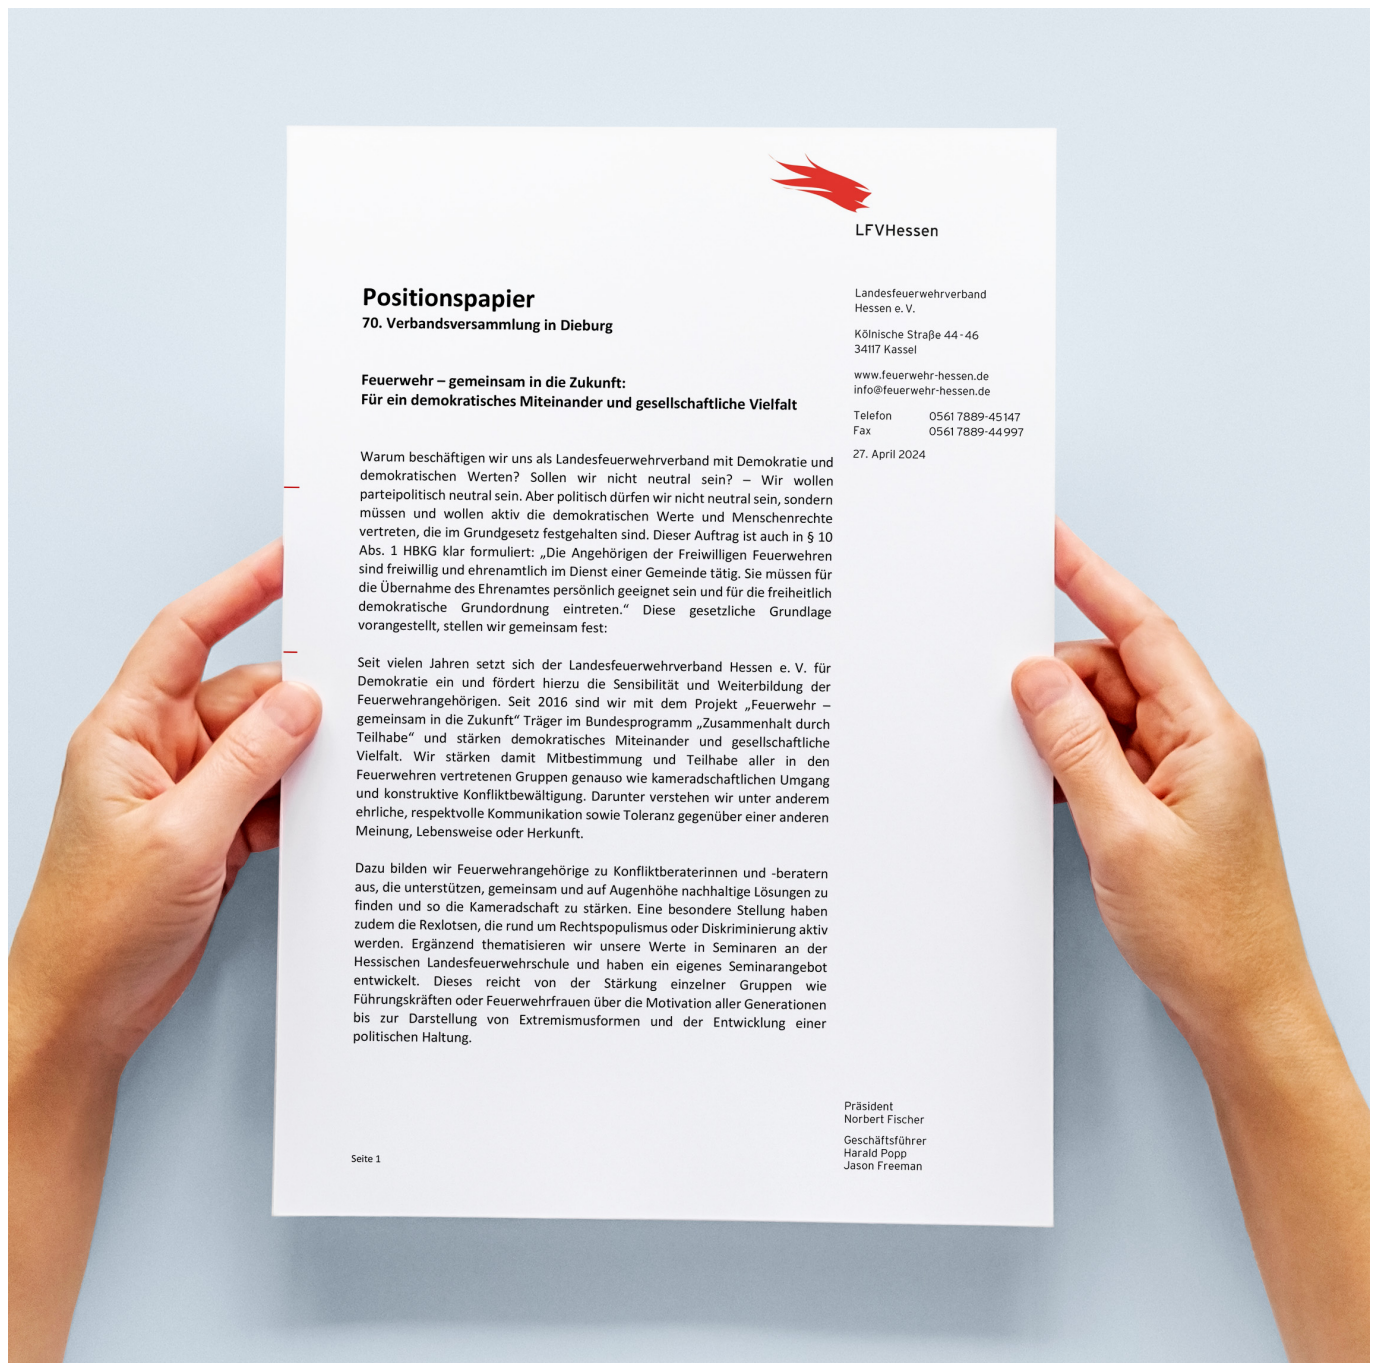 LFVHessen
Positionspapier
70. Verbandsversammlung in Dieburg
Feuerwehr – gemeinsam in die Zukunft:
Für ein demokratisches Miteinander und gesellschaftliche Vielfalt
Landesfeuerwehrverband
Hessen e. V.
Kölnische Straße 44-46
34117 Kassel
www.feuerwehr-hessen.de
info@feuerwehr-hessen.de
Telefon 0561 7889-45147
Fax 0561 7889-44997
27. April 2024
Warum beschäftigen wir uns als Landesfeuerwehrverband mit Demokratie und
demokratischen Werten? Sollen wir nicht neutral sein? – Wir wollen
parteipolitisch neutral sein. Aber politisch dürfen wir nicht neutral sein, sondern
müssen und wollen aktiv die demokratischen Werte und Menschenrechte
vertreten, die im Grundgesetz festgehalten sind. Dieser Auftrag ist auch in § 10
Abs. 1 HBKG klar formuliert: „Die Angehörigen der Freiwilligen Feuerwehren
sind freiwillig und ehrenamtlich im Dienst einer Gemeinde tätig. Sie müssen für
die Übernahme des Ehrenamtes persönlich geeignet sein und für die freiheitlich
demokratische Grundordnung eintreten.“ Diese gesetzliche Grundlage
vorangestellt, stellen wir gemeinsam fest:
Seit vielen Jahren setzt sich der Landesfeuerwehrverband Hessen e. V. für
Demokratie ein und fördert hierzu die Sensibilität und Weiterbildung der
Feuerwehrangehörigen. Seit 2016 sind wir mit dem Projekt „Feuerwehr –
gemeinsam in die Zukunft“ Träger im Bundesprogramm „Zusammenhalt durch
Teilhabe“ und stärken demokratisches Miteinander und gesellschaftliche
Vielfalt. Wir stärken damit Mitbestimmung und Teilhabe aller in den
Feuerwehren vertretenen Gruppen genauso wie kameradschaftlichen Umgang
und konstruktive Konfliktbewältigung. Darunter verstehen wir unter anderem
ehrliche, respektvolle Kommunikation sowie Toleranz gegenüber einer anderen
Meinung, Lebensweise oder Herkunft.
Dazu bilden wir Feuerwehrangehörige zu Konfliktberaterinnen und -beratern
aus, die unterstützen, gemeinsam und auf Augenhöhe nachhaltige Lösungen zu
finden und so die Kameradschaft zu stärken. Eine besondere Stellung haben
zudem die Rexlotsen, die rund um Rechtspopulismus oder Diskriminierung aktiv
werden. Ergänzend thematisieren wir unsere Werte in Seminaren an der
Hessischen Landesfeuerwehrschule und haben ein eigenes Seminarangebot
entwickelt. Dieses reicht von der Stärkung einzelner Gruppen wie
Führungskräften oder Feuerwehrfrauen über die Motivation aller Generationen
bis zur Darstellung von Extremismusformen und der Entwicklung einer
politischen Haltung.
Präsident
Norbert Fischer
Geschäftsführer
Harald Popp
Jason Freeman
Seite 1